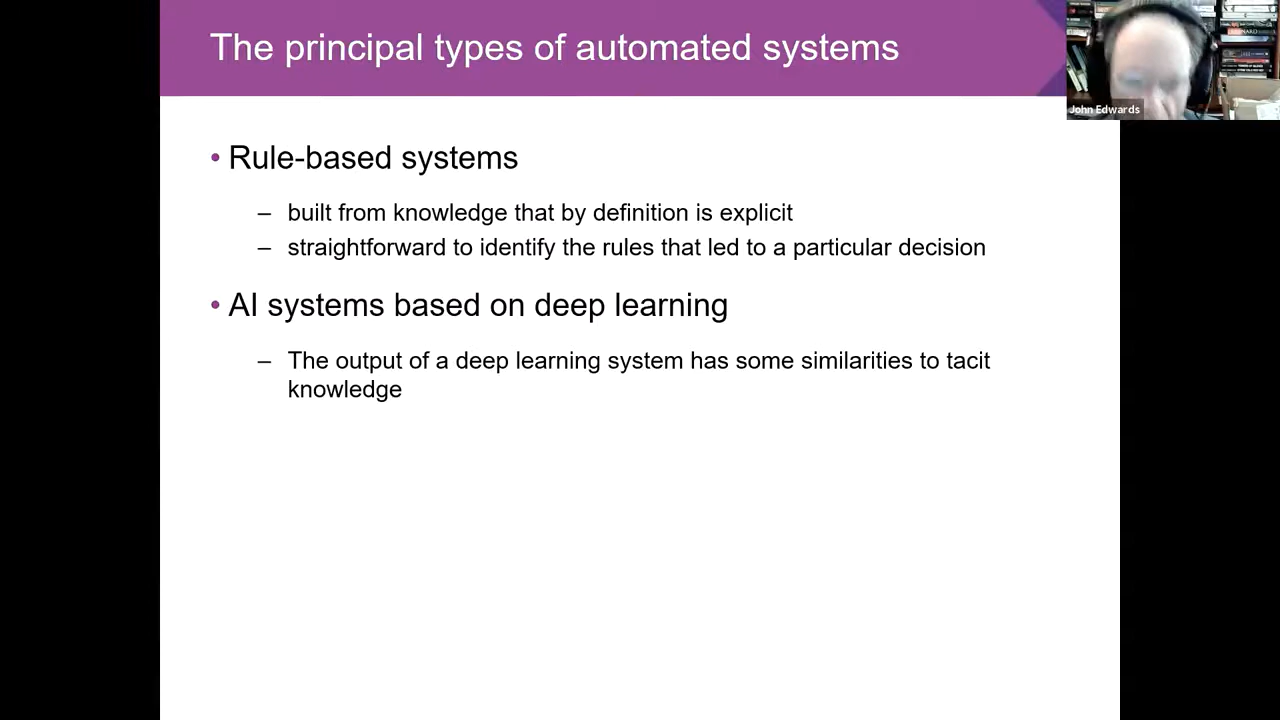 The principal types of automated systems
John Edwards
• Rule-based systems
– built from knowledge that by definition is explicit
– straightforward to identify the rules that led to a particular decision
• AI systems based on deep learning
– The output of a deep learning system has some similarities to tacit
knowledge